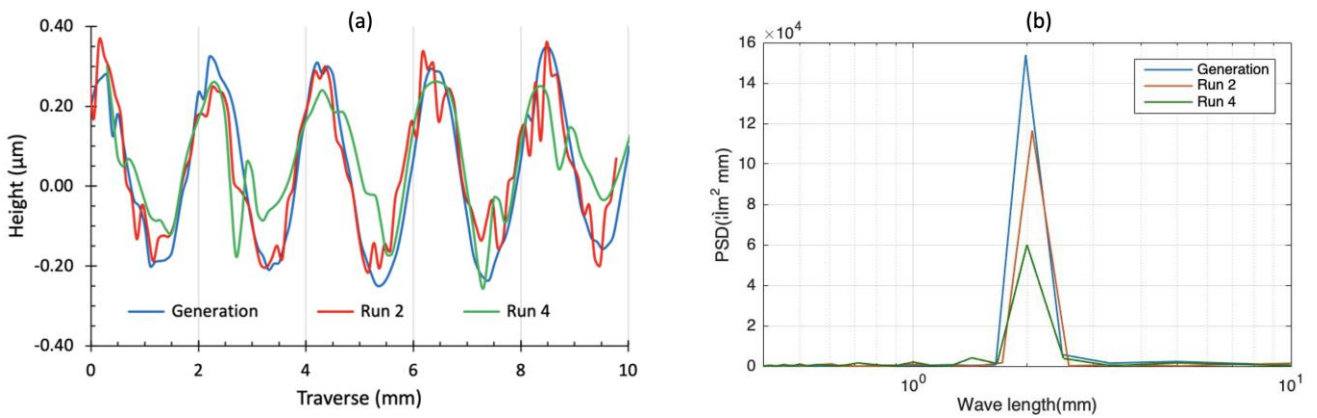 (a)
0.40
0.20
0.00
-0.20
-0.40
Height (µm)
0
2
4
6
8
10
Traverse (mm)
Generation
Run 2
Run 4
(b)
×10⁴
16
14
12
10
8
6
4
2
0
PSD(ìlm² mm)
10⁰
10¹
Wave length(mm)
Generation
Run 2
Run 4